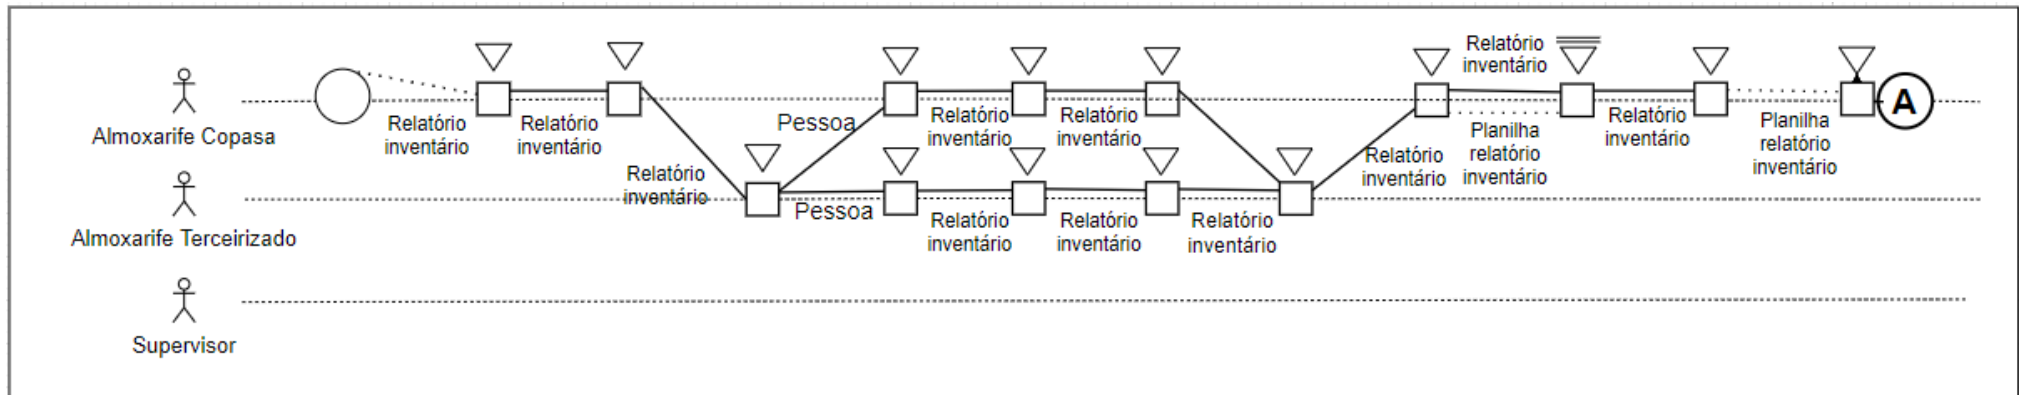 Almoxarife Copasa
Relatório
inventário
Relatório
inventário
Relatório
inventário
Pessoa
Relatório
inventário
Relatório
inventário
Relatório
inventário
Relatório
inventário
Planilha
relatório
inventário
Relatório
inventário
Planilha
relatório
inventário
A
Almoxarife Terceirizado
Pessoa
Relatório
inventário
Relatório
inventário
Relatório
inventário
Supervisor